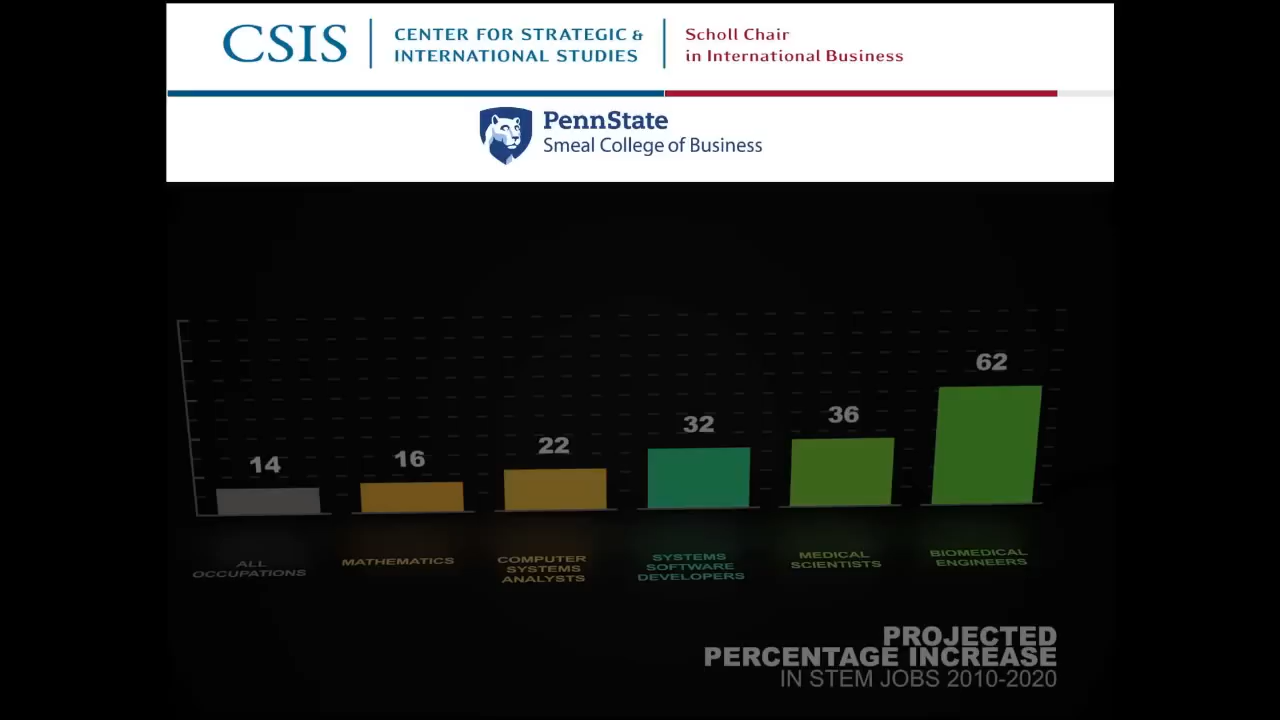 CSIS
CENTER FOR STRATEGIC &
INTERNATIONAL STUDIES
Scholl Chair
in International Business
PennState
Smeal College of Business
14
16
22
32
36
62
ALL
OCCUPATIONS
MATHEMATICS
COMPUTER
SYSTEMS
ANALYSTS
SYSTEMS
SOFTWARE
DEVELOPERS
MEDICAL
SCIENTISTS
BIOMEDICAL
ENGINEERS
PROJECTED
PERCENTAGE INCREASE
IN STEM JOBS 2010-2020